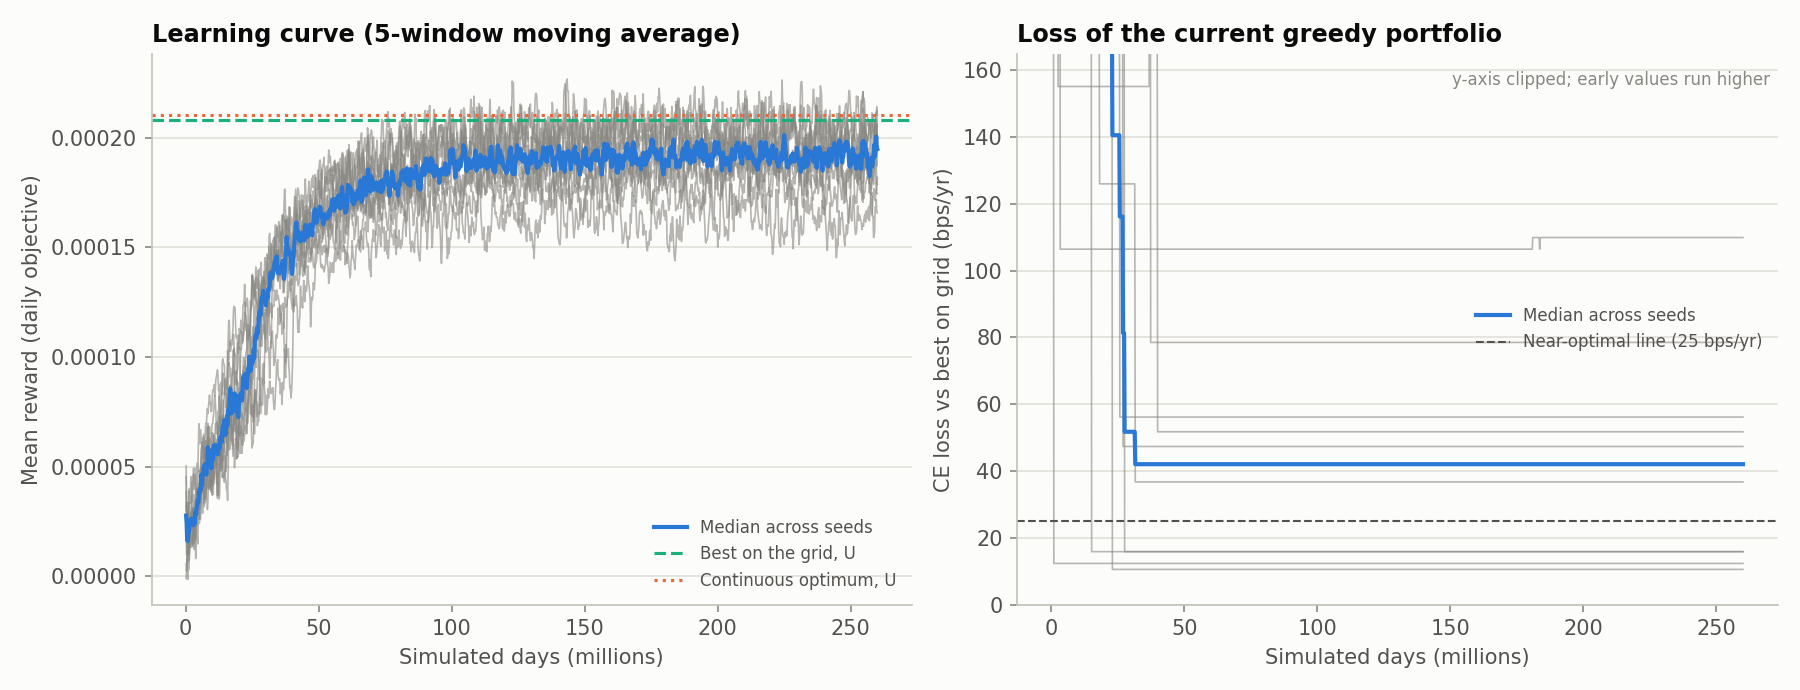 Learning curve (5-window moving average)
Mean reward (daily objective)
0.00020
0.00015
0.00010
0.00005
0.00000
Median across seeds
Best on the grid, U
Continuous optimum, U
0
50
100
150
200
250
Simulated days (millions)
Loss of the current greedy portfolio
y-axis clipped; early values run higher
CE loss vs best on grid (bps/yr)
160
140
120
100
80
60
40
20
0
Median across seeds
Near-optimal line (25 bps/yr)
0
50
100
150
200
250
Simulated days (millions)